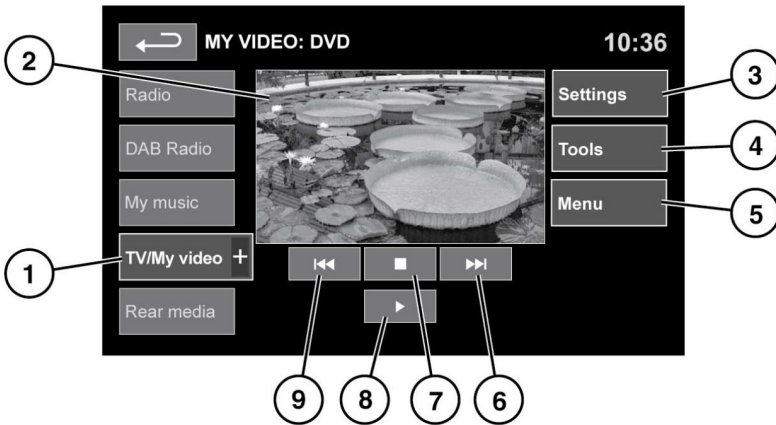 MY VIDEO: DVD 10:36
2
3
Radio
Settings
DAB Radio
Tools
4
My music
Menu
5
1
TV/My video +
Rear media
9 8 7 6